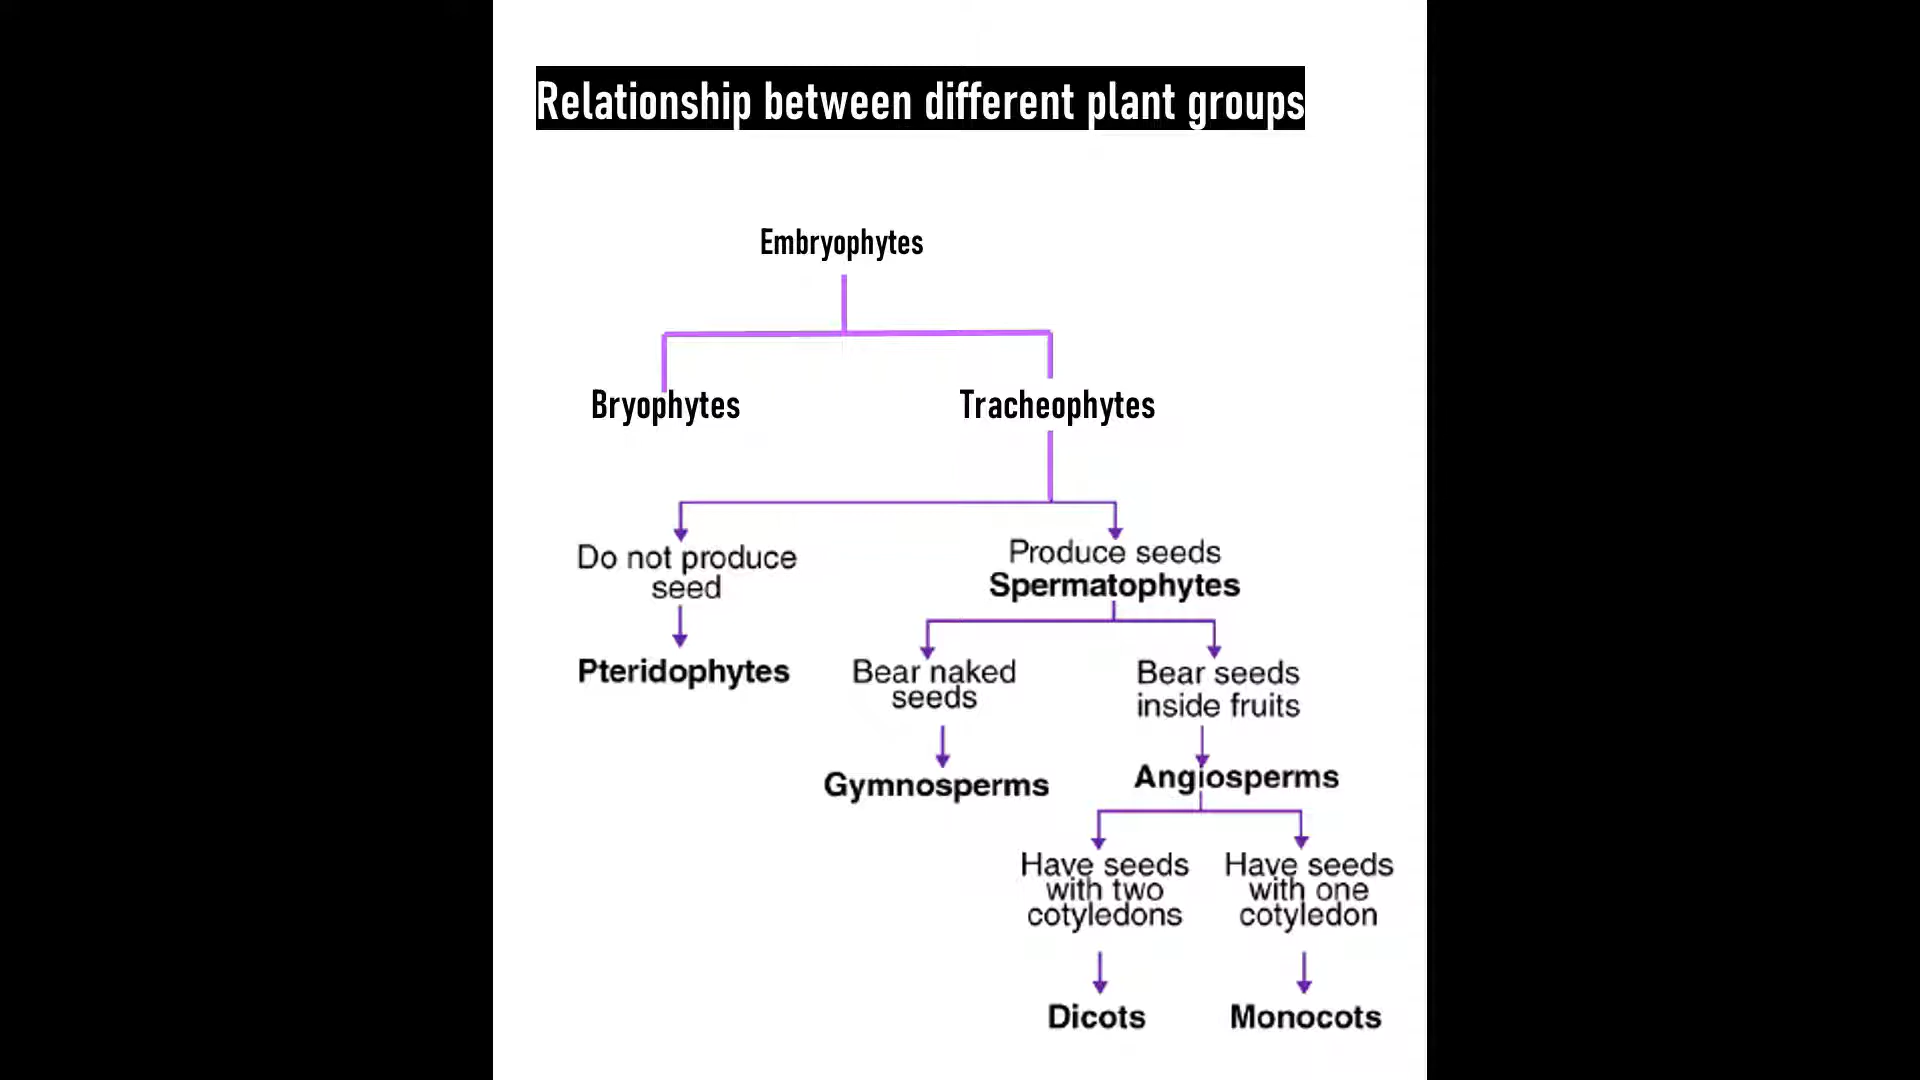 Relationship between different plant groups
Embryophytes
Bryophytes
Tracheophytes
Do not produce
seed
Produce seeds
Spermatophytes
Pteridophytes
Bear naked
seeds
Bear seeds
inside fruits
Gymnosperms
Angiosperms
Have seeds
with two
cotyledons
Have seeds
with one
cotyledon
Dicots
Monocots